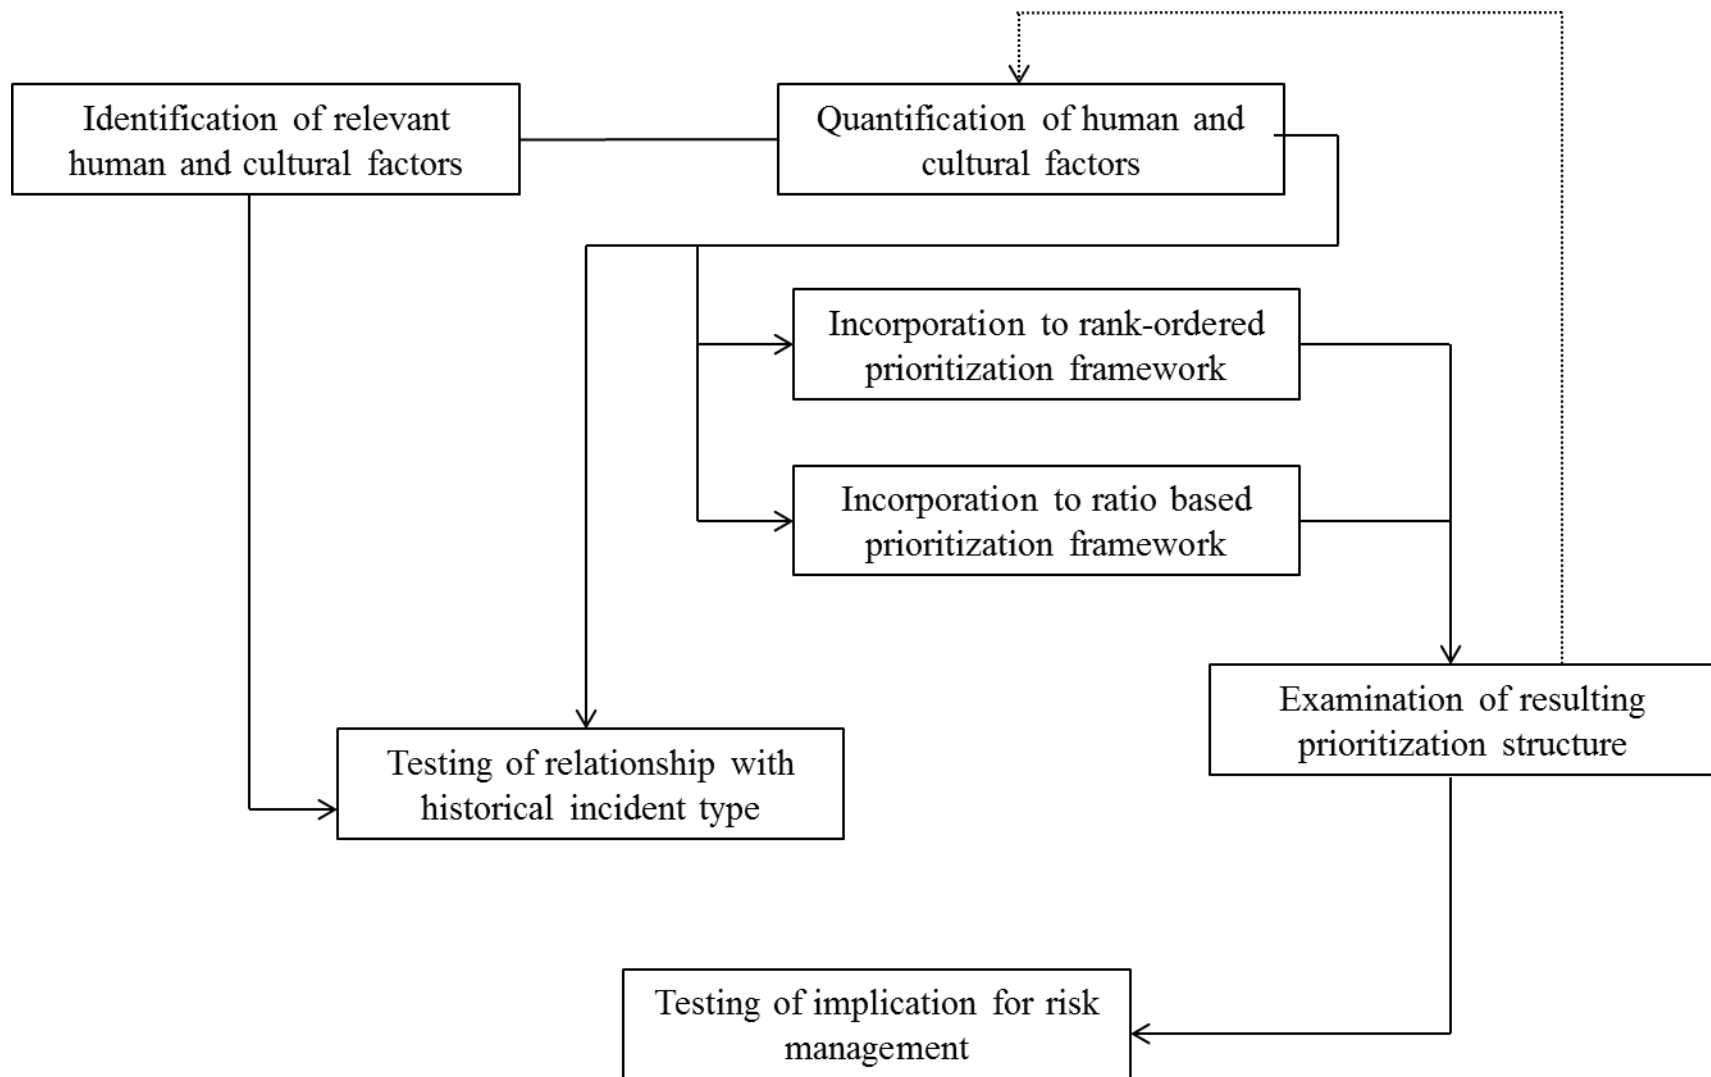 Identification of relevant
human and cultural factors
Quantification of human and
cultural factors
Incorporation to rank-ordered
prioritization framework
Incorporation to ratio based
prioritization framework
Examination of resulting
prioritization structure
Testing of relationship with
historical incident type
Testing of implication for risk
management